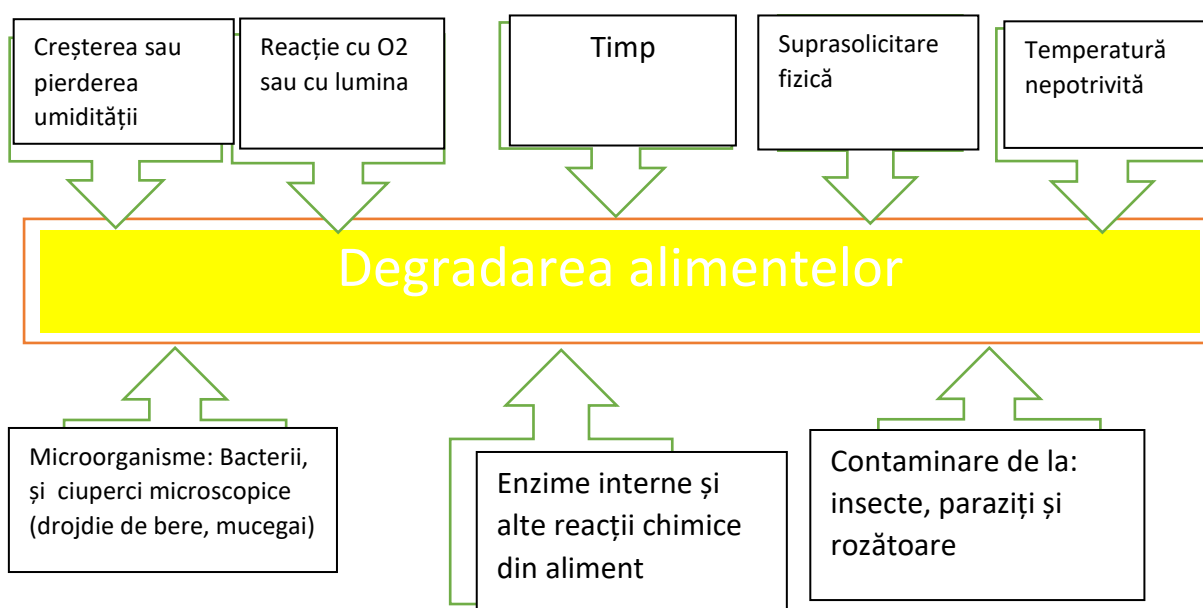 Creșterea sau
pierderea
umidității
Reacție cu O2
sau cu lumina
Timp
Suprasolicitare
fizică
Temperatură
nepotrivită
Degradarea alimentelor
Microorganisme: Bacterii,
și ciuperci microscopice
(drojdie de bere, mucegai)
Enzime interne și
alte reacții chimice
din aliment
Contaminare de la:
insecte, paraziți și
rozătoare